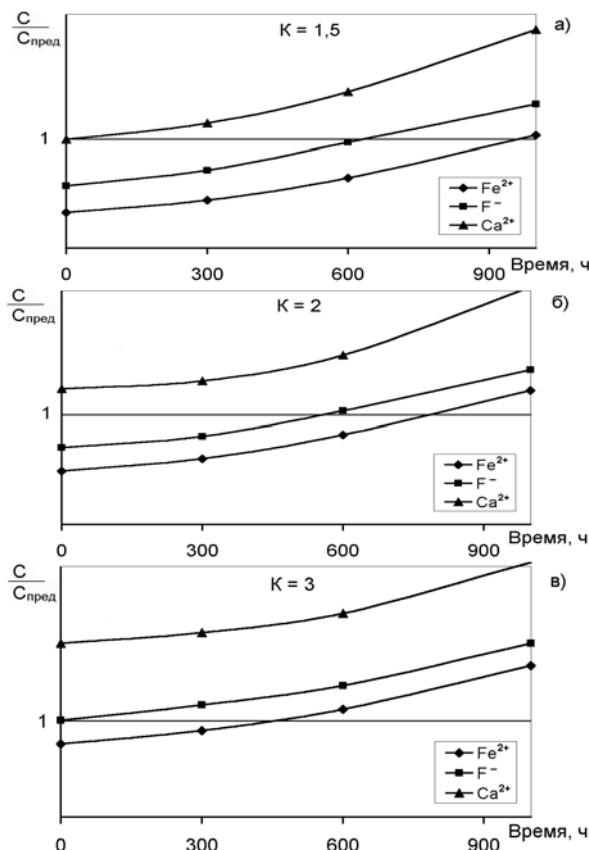 C
Cпред
K = 1,5
а)
1
Fe²⁺
F⁻
Ca²⁺
0 300 600 900 Время, ч
C
Cпред
K = 2
б)
1
Fe²⁺
F⁻
Ca²⁺
0 300 600 900 Время, ч
C
Cпред
K = 3
в)
1
Fe²⁺
F⁻
Ca²⁺
0 300 600 900 Время, ч